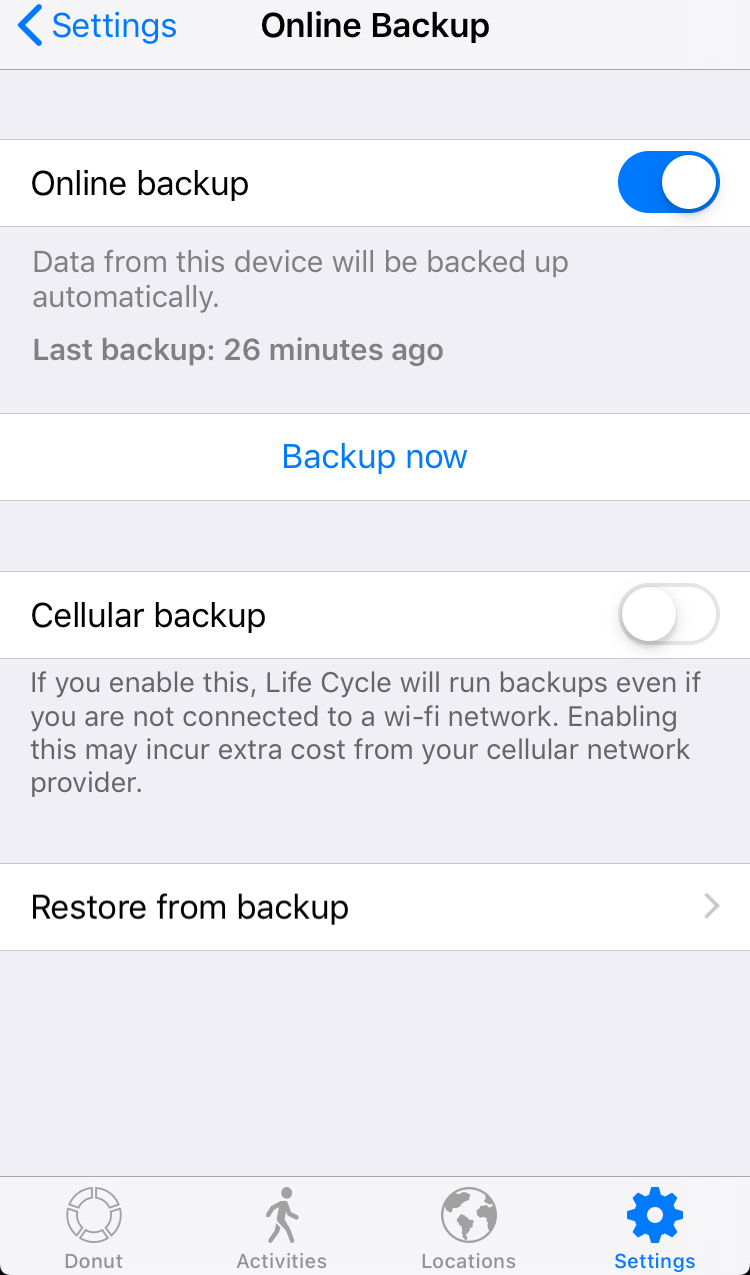 Settings
Online Backup
Online backup
Data from this device will be backed up
automatically.
Last backup: 26 minutes ago
Backup now
Cellular backup
If you enable this, Life Cycle will run backups even if
you are not connected to a wi-fi network. Enabling
this may incur extra cost from your cellular network
provider.
Restore from backup
Donut
Activities
Locations
Settings